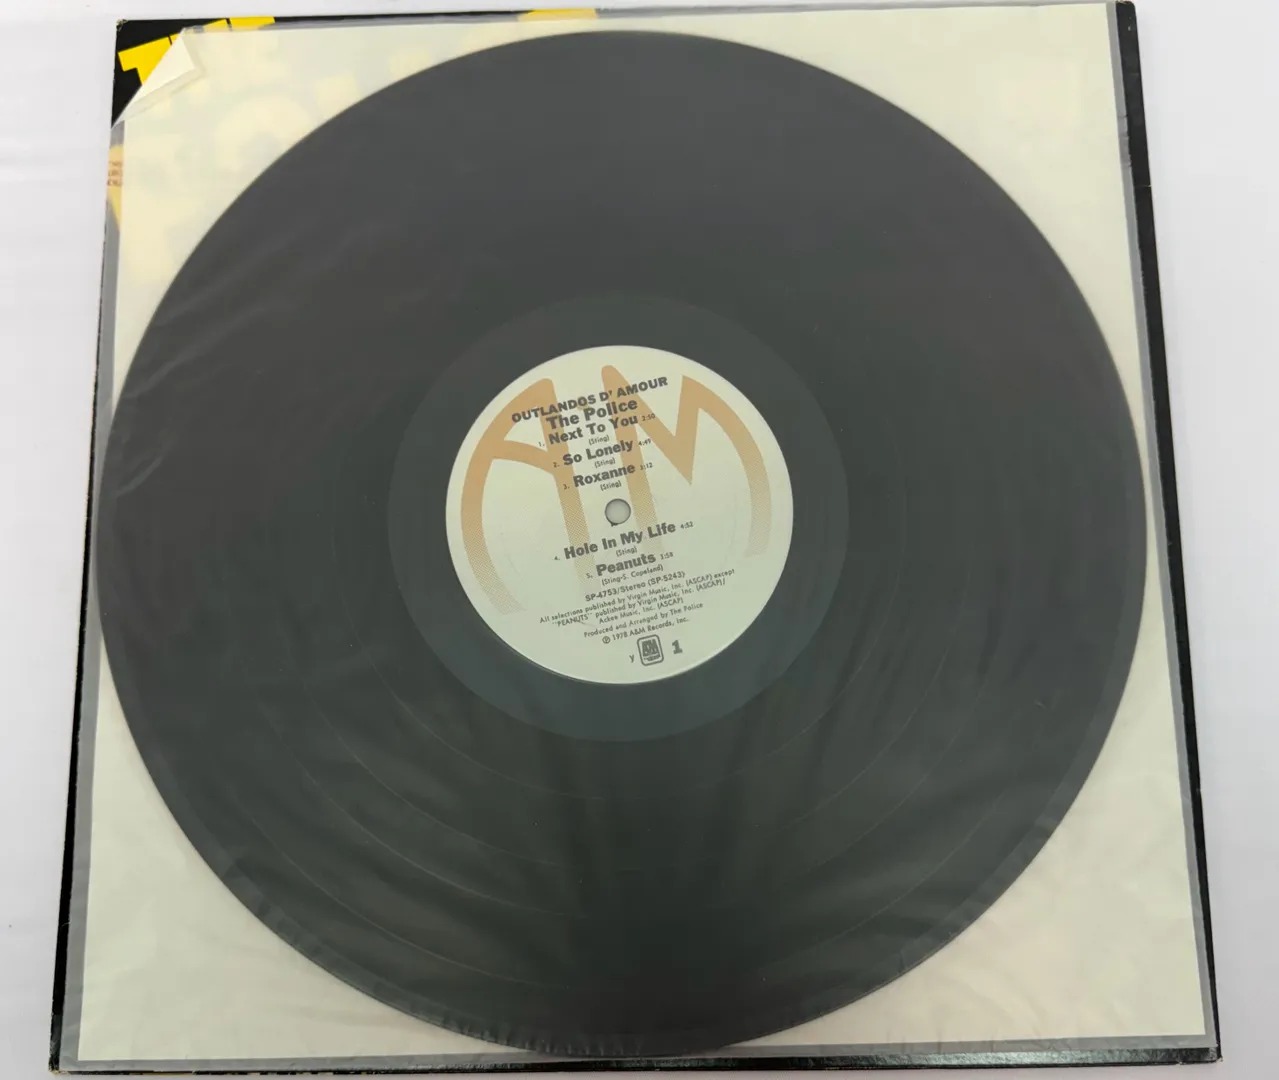 OUTLANDOS D' AMOUR
The Police
1. Next To You 2:50
(Sting)
2. So Lonely 4:49
(Sting)
3. Roxanne 3:12
(Sting)
4. Hole In My Life 4:52
(Sting)
5. Peanuts 3:58
(Sting-S. Copeland)
SP-4753/Stereo (SP-5243)
All selections published by Virgin Music, Inc. (ASCAP) except
"PEANUTS" published by Virgin Music, Inc. (ASCAP)/
Ackee Music, Inc. (ASCAP)
Produced and Arranged by The Police
℗ 1978 A&M Records, Inc.
y A&M 1